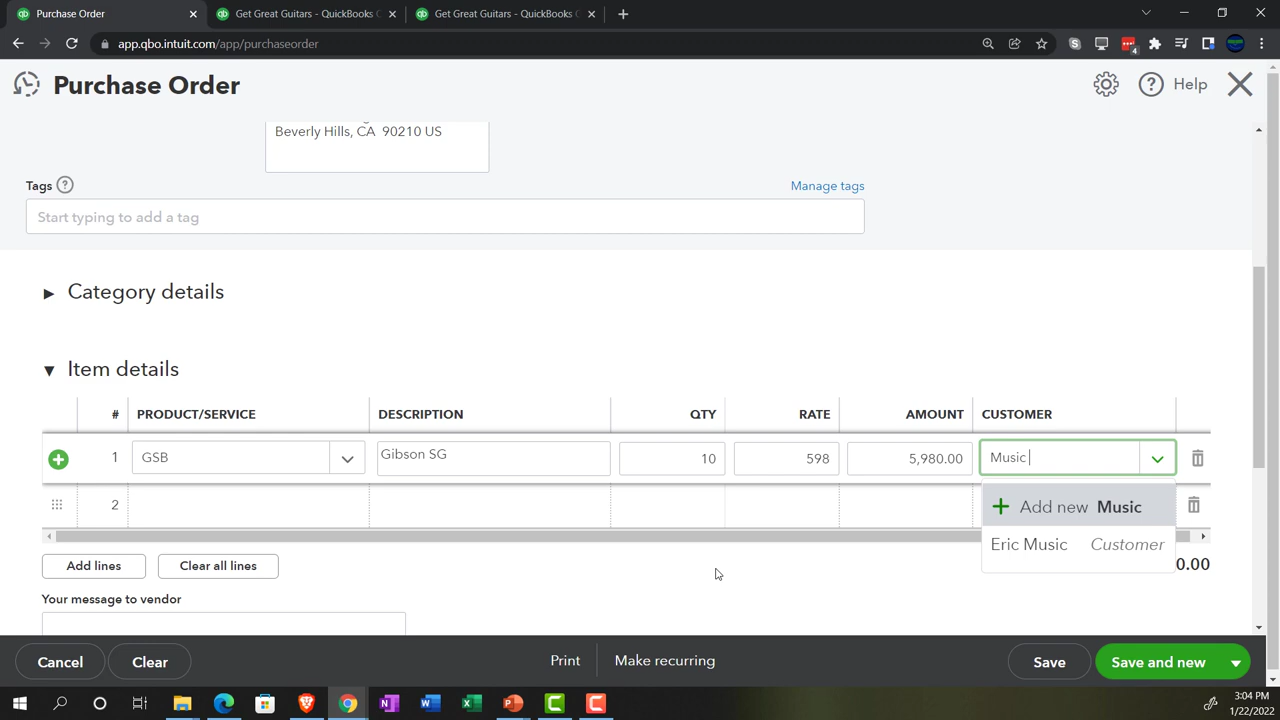 Purchase Order
Get Great Guitars - QuickBooks O
Get Great Guitars - QuickBooks O
app.qbo.intuit.com/app/purchaseorder
4
Purchase Order
Help
Beverly Hills, CA 90210 US
Tags
Manage tags
Start typing to add a tag
Category details
Item details
# PRODUCT/SERVICE DESCRIPTION QTY RATE AMOUNT CUSTOMER
1 GSB Gibson SG 10 598 5,980.00 Music
2
Add new Music
Eric Music Customer
0.00
Add lines
Clear all lines
Your message to vendor
Cancel
Clear
Print
Make recurring
Save
Save and new
3:04 PM
1/22/2022